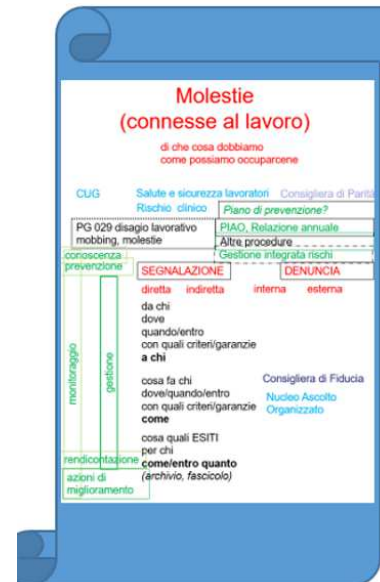 Molestie
(connesse al lavoro)
di che cosa dobbiamo
come possiamo occuparcene
CUG Salute e sicurezza lavoratori Consigliera di Parità
Rischio clinico Piano di prevenzione?
PG 029 disagio lavorativo PIAO, Relazione annuale
mobbing, molestie Altre procedure
conoscenza Gestione integrata rischi
prevenzione SEGNALAZIONE DENUNCIA
diretta indiretta interna esterna
da chi
dove
quando/entro
con quali criteri/garanzie
a chi
monitoraggio
gestione
cosa fa chi Consigliera di Fiducia
dove/quando/entro Nucleo Ascolto
con quali criteri/garanzie Organizzato
come
cosa quali ESITI
per chi
rendicontazione come/entro quanto
azioni di (archivio, fascicolo)
miglioramento